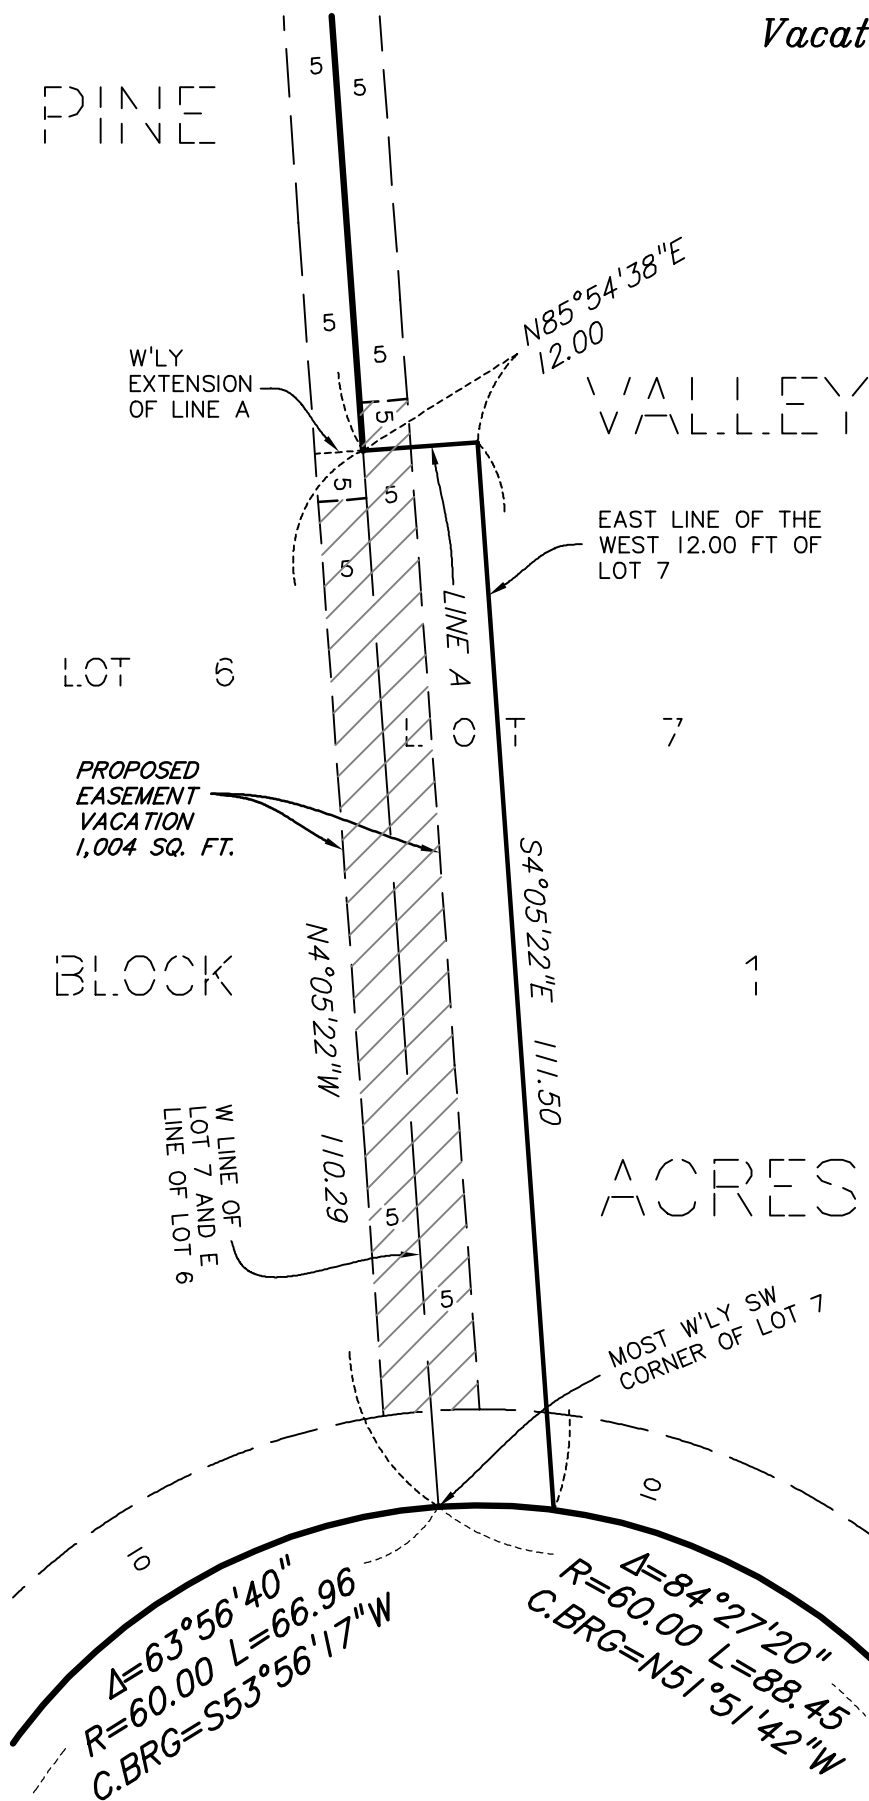 Vacat
PINE
5
5
N85°54'38"E
12.00
5
5
W'LY
EXTENSION
OF LINE A
VALLEY
5
5
5
EAST LINE OF THE
WEST 12.00 FT OF
LOT 7
5
LINE A
LOT 6
LOT 7
PROPOSED
EASEMENT
VACATION
1,004 SQ. FT.
S4°05'22"E 111.50
N4°05'22"W 110.29
BLOCK 1
W LINE OF
LOT 7 AND E
LINE OF LOT 6
ACRES
5
5
MOST W'LY SW
CORNER OF LOT 7
10
10
Δ=63°56'40"
R=60.00 L=66.96
C.BRG=S53°56'17"W
Δ=84°27'20"
R=60.00 L=88.45
C.BRG=N51°51'42"W